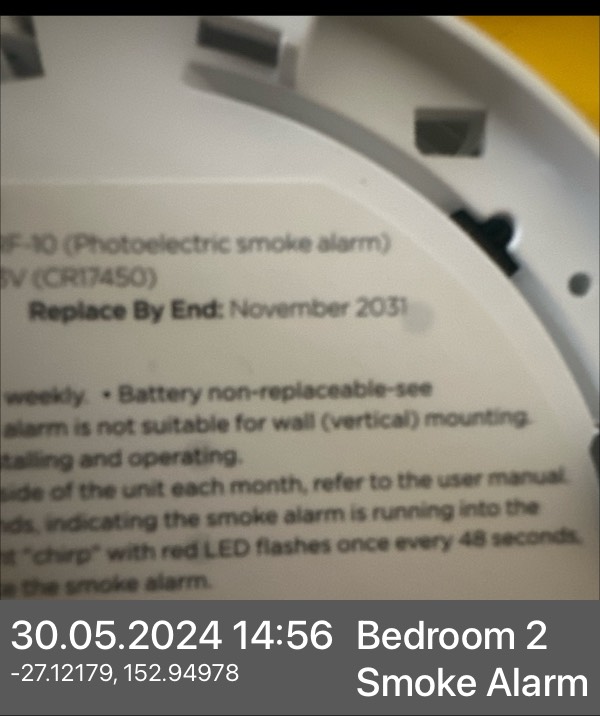 RF-10 (Photoelectric smoke alarm)
3V (CR17450)
Replace By End: November 2031
weekly. • Battery non-replaceable-see
alarm is not suitable for wall (vertical) mounting.
talling and operating.
side of the unit each month, refer to the user manual.
nds, indicating the smoke alarm is running into the
nt "chirp" with red LED flashes once every 48 seconds,
e the smoke alarm.
30.05.2024 14:56
-27.12179, 152.94978
Bedroom 2
Smoke Alarm